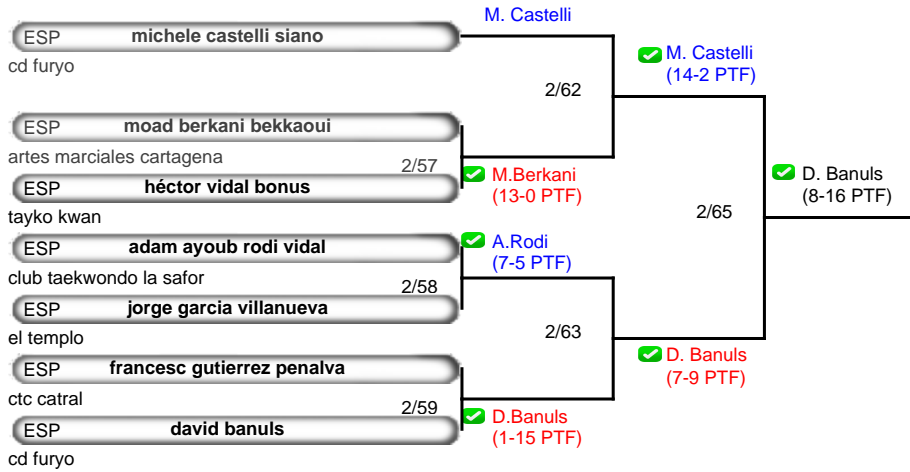 M. Castelli
ESP michele castelli siano
cd furyo
M. Castelli
(14-2 PTF)
2/62
ESP moad berkani bekkaoui
artes marciales cartagena
2/57
M.Berkani
(13-0 PTF)
ESP héctor vidal bonus
tayko kwan
D. Banuls
(8-16 PTF)
2/65
ESP adam ayoub rodi vidal
A.Rodi
(7-5 PTF)
club taekwondo la safor
2/58
ESP jorge garcia villanueva
el templo
2/63
ESP francesc gutierrez penalva
D. Banuls
(7-9 PTF)
ctc catral
2/59
D.Banuls
(1-15 PTF)
ESP david banuls
cd furyo